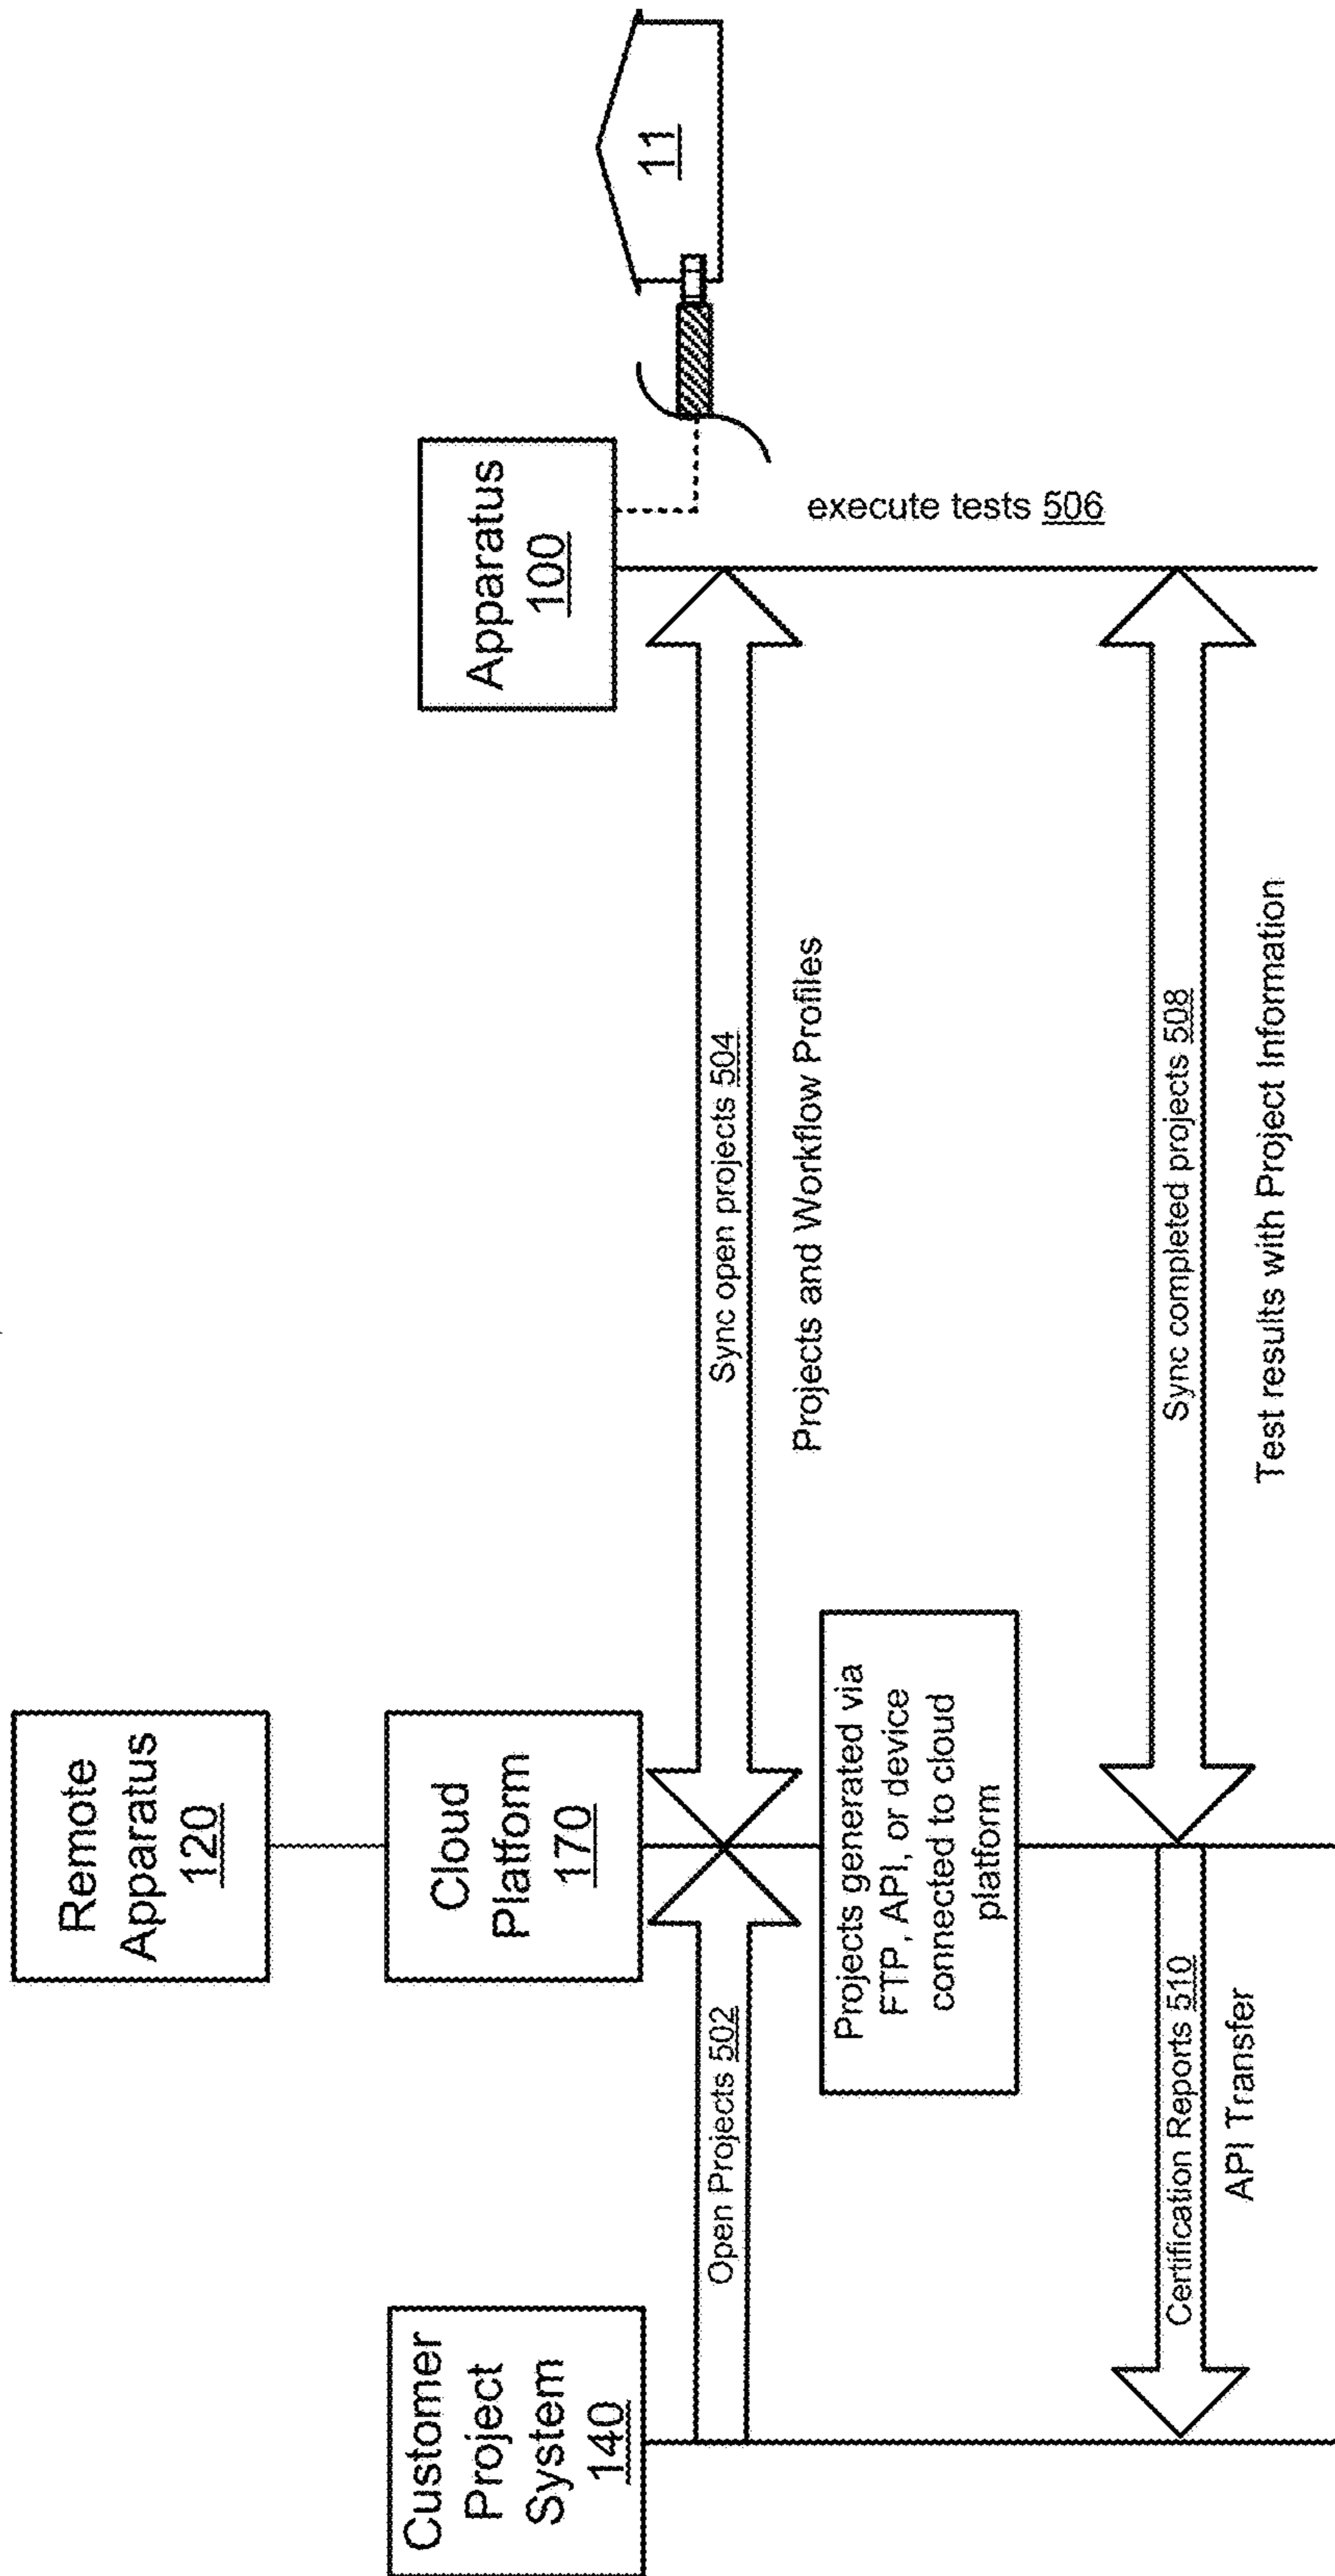 Remote
Apparatus
120
Customer
Project
System
140
Cloud
Platform
170
Apparatus
100
11
Open Projects 502
Sync open projects 504
Projects and Workflow Profiles
execute tests 506
Projects generated via
FTP, API, or device
connected to cloud
platform
Certification Reports 510
API Transfer
Sync completed projects 508
Test results with Project Information